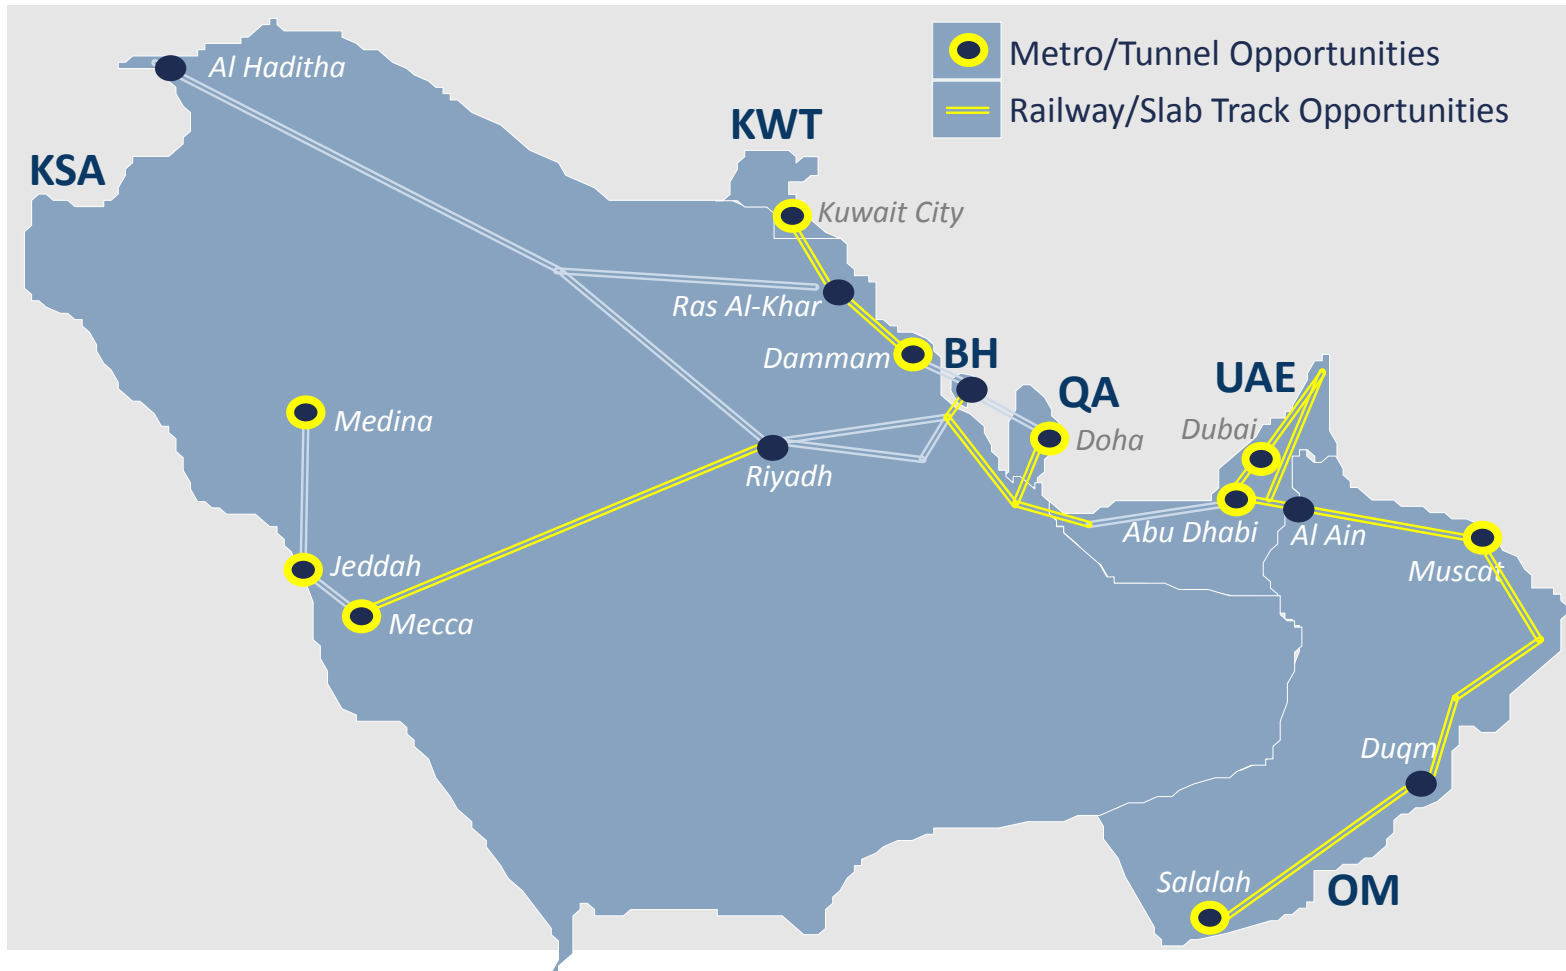 Metro/Tunnel Opportunities
Railway/Slab Track Opportunities
Al Haditha
KWT
KSA
Kuwait City
Ras Al-Khar
Dammam
BH
QA
UAE
Medina
Dubai
Doha
Riyadh
Abu Dhabi
Al Ain
Jeddah
Muscat
Mecca
Duqm
Salalah
OM